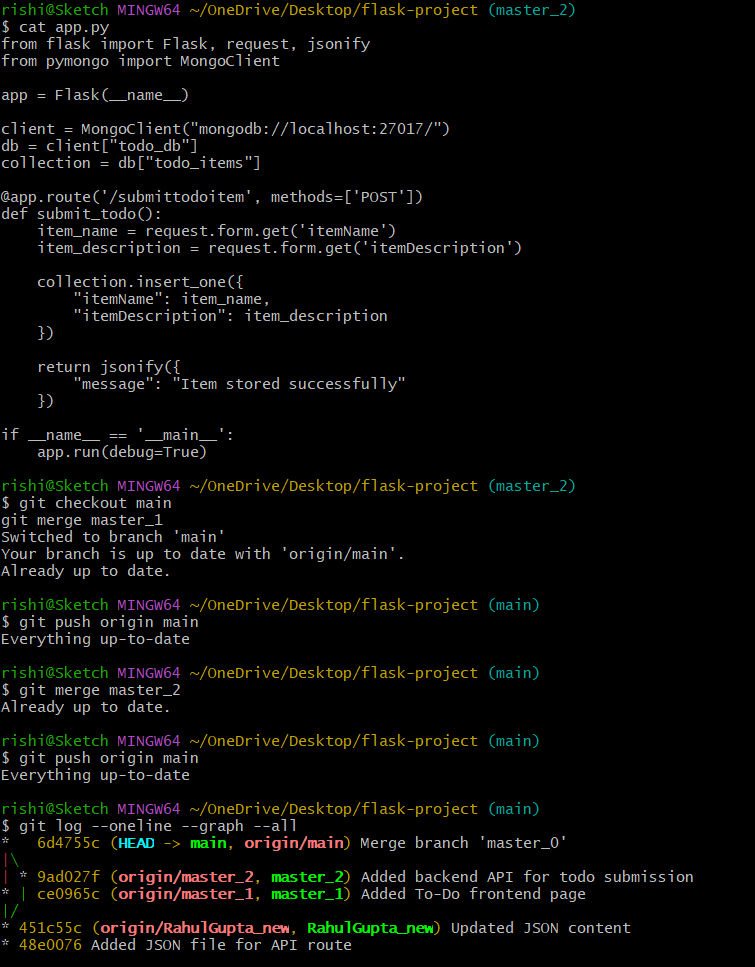 rishi@Sketch MINGW64 ~/OneDrive/Desktop/flask-project (master_2)
$ cat app.py
from flask import Flask, request, jsonify
from pymongo import MongoClient

app = Flask(__name__)

client = MongoClient("mongodb://localhost:27017/")
db = client["todo_db"]
collection = db["todo_items"]

@app.route('/submittodoitem', methods=['POST'])
def submit_todo():
    item_name = request.form.get('itemName')
    item_description = request.form.get('itemDescription')

    collection.insert_one({
        "itemName": item_name,
        "itemDescription": item_description
    })

    return jsonify({
        "message": "Item stored successfully"
    })

if __name__ == '__main__':
    app.run(debug=True)

rishi@Sketch MINGW64 ~/OneDrive/Desktop/flask-project (master_2)
$ git checkout main
git merge master_1
Switched to branch 'main'
Your branch is up to date with 'origin/main'.
Already up to date.

rishi@Sketch MINGW64 ~/OneDrive/Desktop/flask-project (main)
$ git push origin main
Everything up-to-date

rishi@Sketch MINGW64 ~/OneDrive/Desktop/flask-project (main)
$ git merge master_2
Already up to date.

rishi@Sketch MINGW64 ~/OneDrive/Desktop/flask-project (main)
$ git push origin main
Everything up-to-date

rishi@Sketch MINGW64 ~/OneDrive/Desktop/flask-project (main)
$ git log --oneline --graph --all
*   6d4755c (HEAD -> main, origin/main) Merge branch 'master_0'
|\
| * 9ad027f (origin/master_2, master_2) Added backend API for todo submission
* | ce0965c (origin/master_1, master_1) Added To-Do frontend page
|/
* 451c55c (origin/RahulGupta_new, RahulGupta_new) Updated JSON content
* 48e0076 Added JSON file for API route